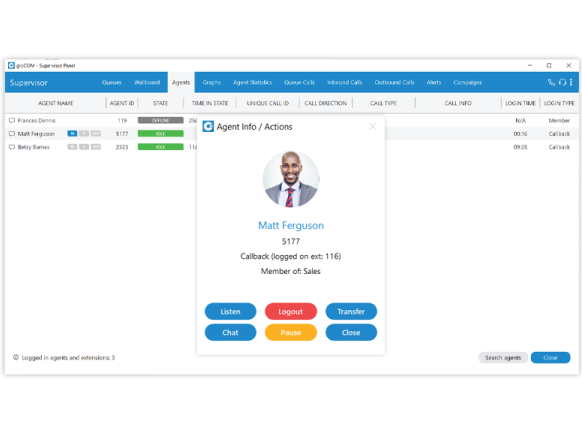 gloCOM - Supervisor Panel
Supervisor Queues Wallboard Agents Graphs Agent Statistics Queue Calls Inbound Calls Outbound Calls Alerts Campaigns
AGENT NAME AGENT ID STATE TIME IN STATE UNIQUE CALL ID CALL DIRECTION CALL TYPE CALL INFO LOGIN TIME LOGIN TYPE
Frances Dennis 119 OFFLINE N/A Member
Matt Ferguson 5177 IDLE 00:16 Callback
Betsy Barnes 2323 IDLE 09:26 Callback
Agent Info / Actions
Matt Ferguson
5177
Callback (logged on ext: 116)
Member of: Sales
Listen Logout Transfer
Chat Pause Close
Logged in agents and extensions: 3
Search agents Close